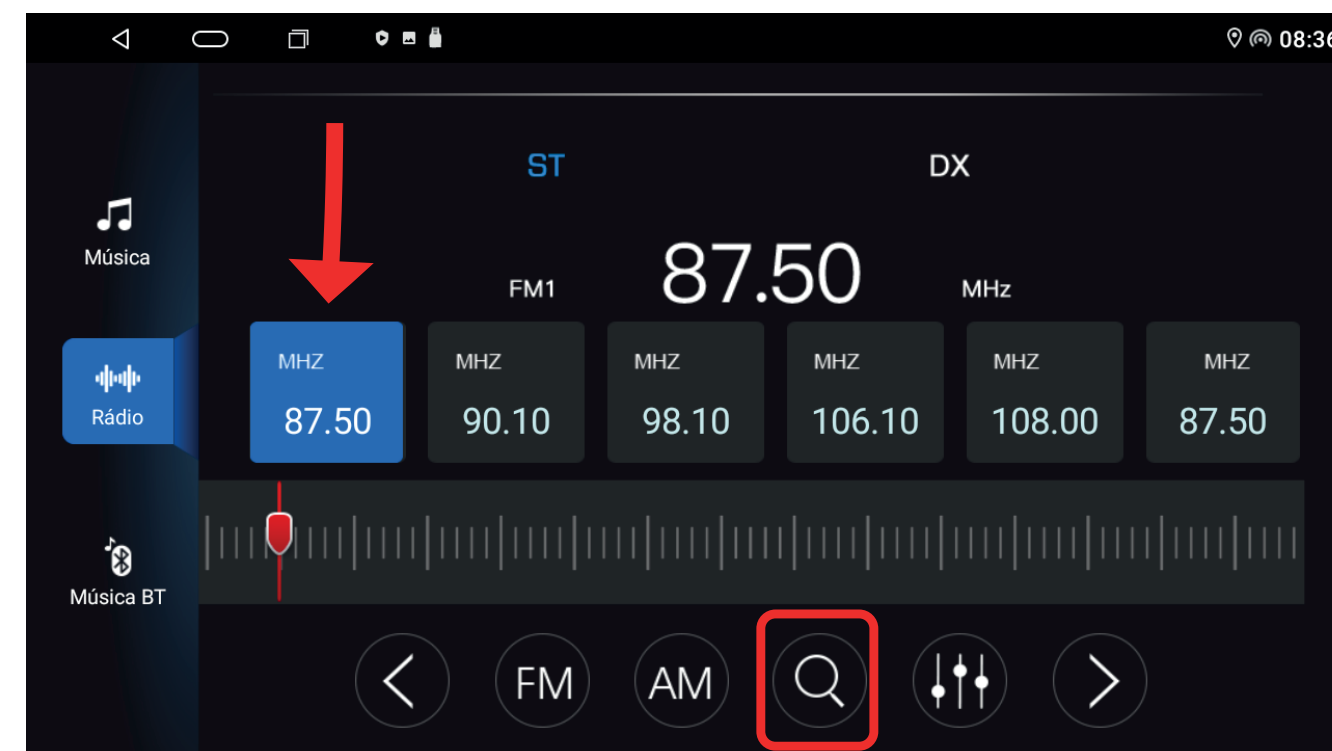 08:36
ST
DX
Música
FM1
87.50
MHz
MHZ
MHZ
MHZ
MHZ
MHZ
MHZ
Rádio
87.50
90.10
98.10
106.10
108.00
87.50
Música BT
FM
AM